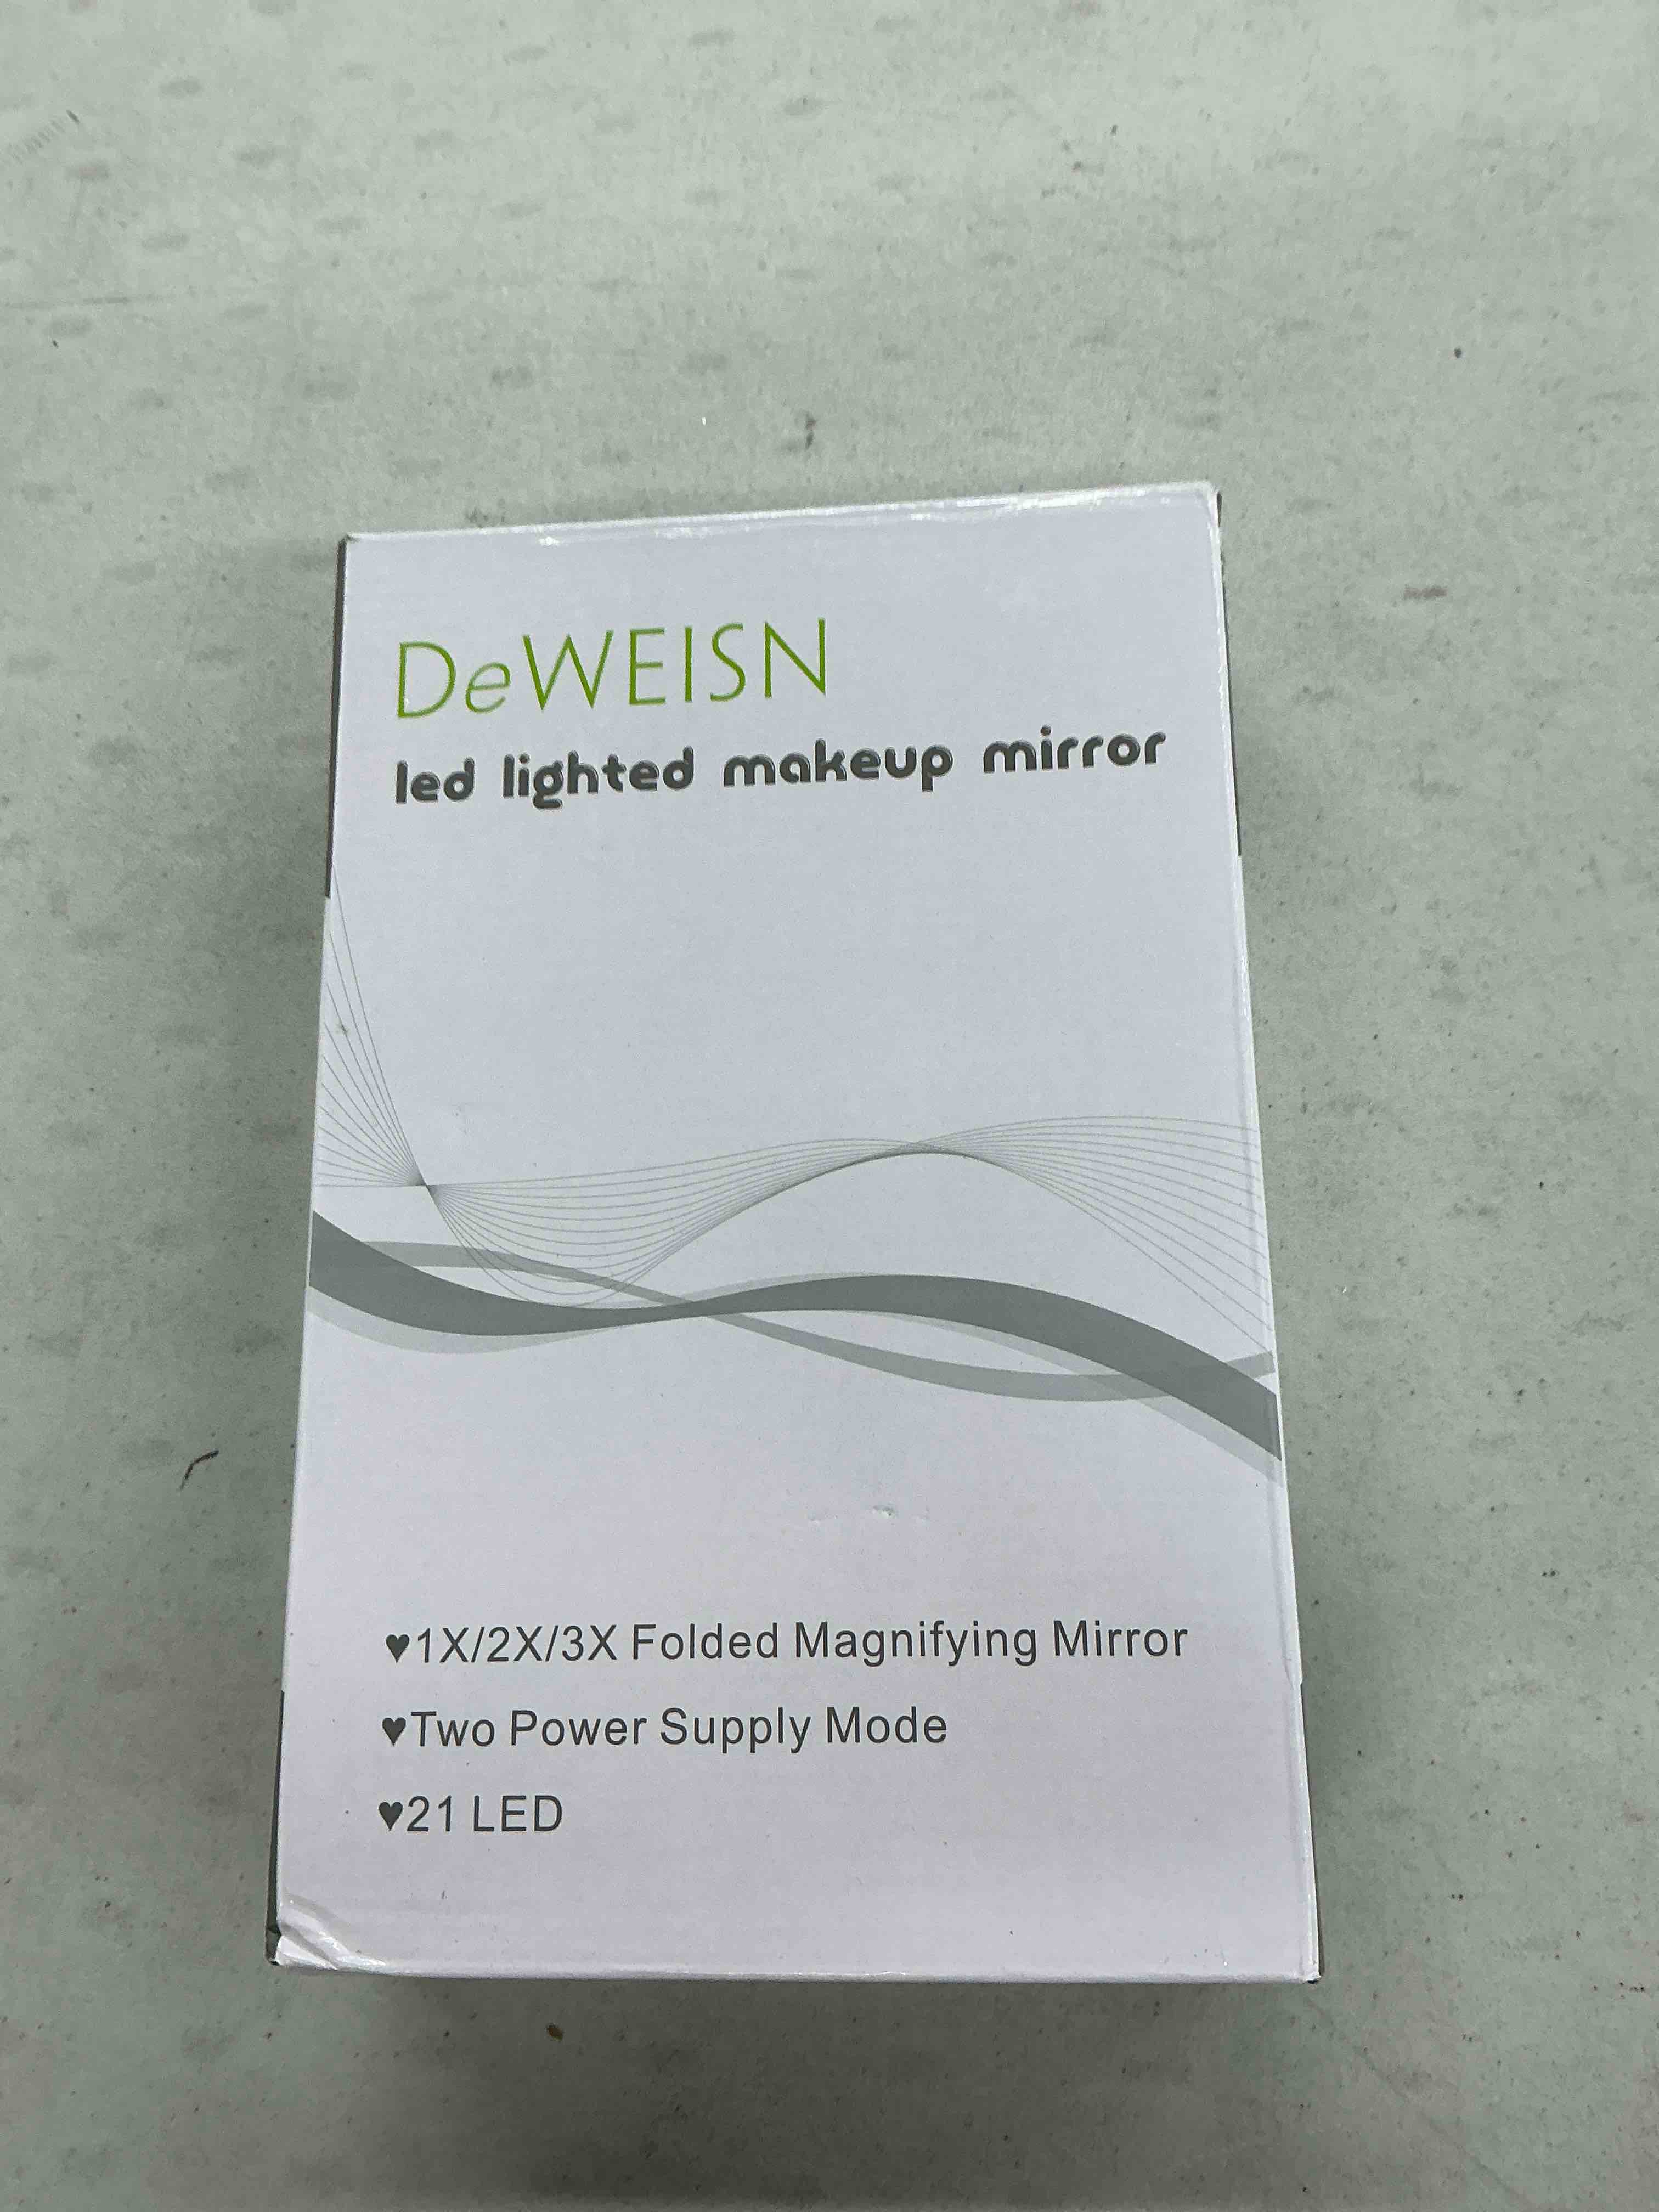 DeWEISN
led lighted makeup mirror
♥1X/2X/3X Folded Magnifying Mirror
♥Two Power Supply Mode
♥21 LED